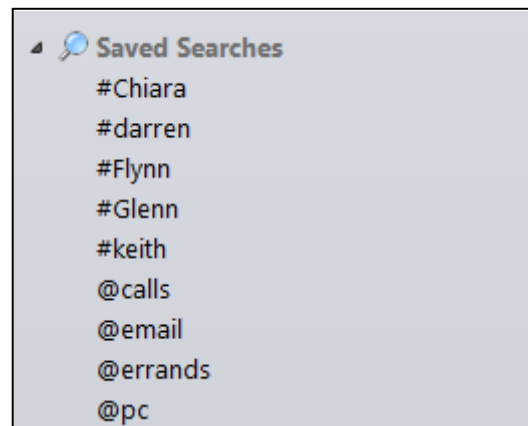 Saved Searches
#Chiara
#darren
#Flynn
#Glenn
#keith
@calls
@email
@errands
@pc